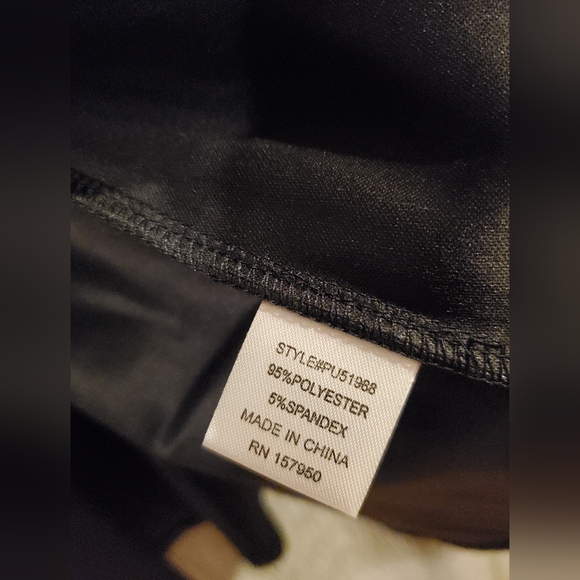 STYLE#PU51988
95%POLYESTER
5%SPANDEX
MADE IN CHINA
RN 157950